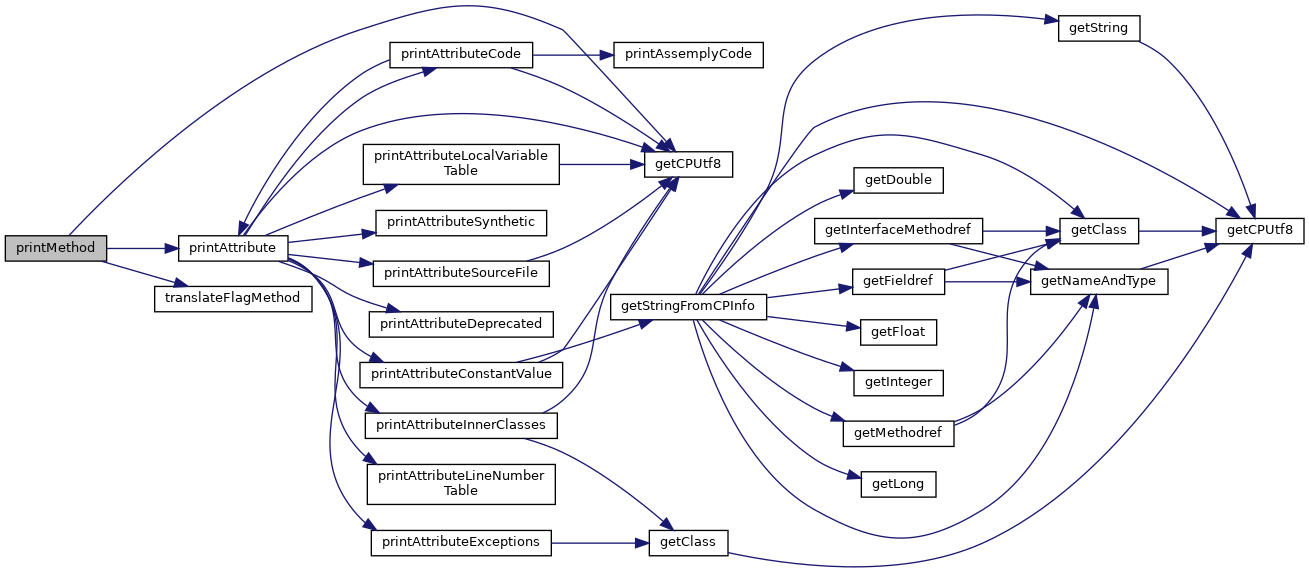 printMethod
printAttribute
translateFlagMethod
printAttributeCode
printAttributeLocalVariable
Table
printAttributeSynthetic
printAttributeSourceFile
printAttributeDeprecated
printAttributeConstantValue
printAttributeInnerClasses
printAttributeLineNumber
Table
printAttributeExceptions
printAssemplyCode
getCPUtf8
getStringFromCPInfo
getClass
getString
getDouble
getInterfaceMethodref
getFieldref
getFloat
getInteger
getMethodref
getLong
getClass
getNameAndType
getCPUtf8